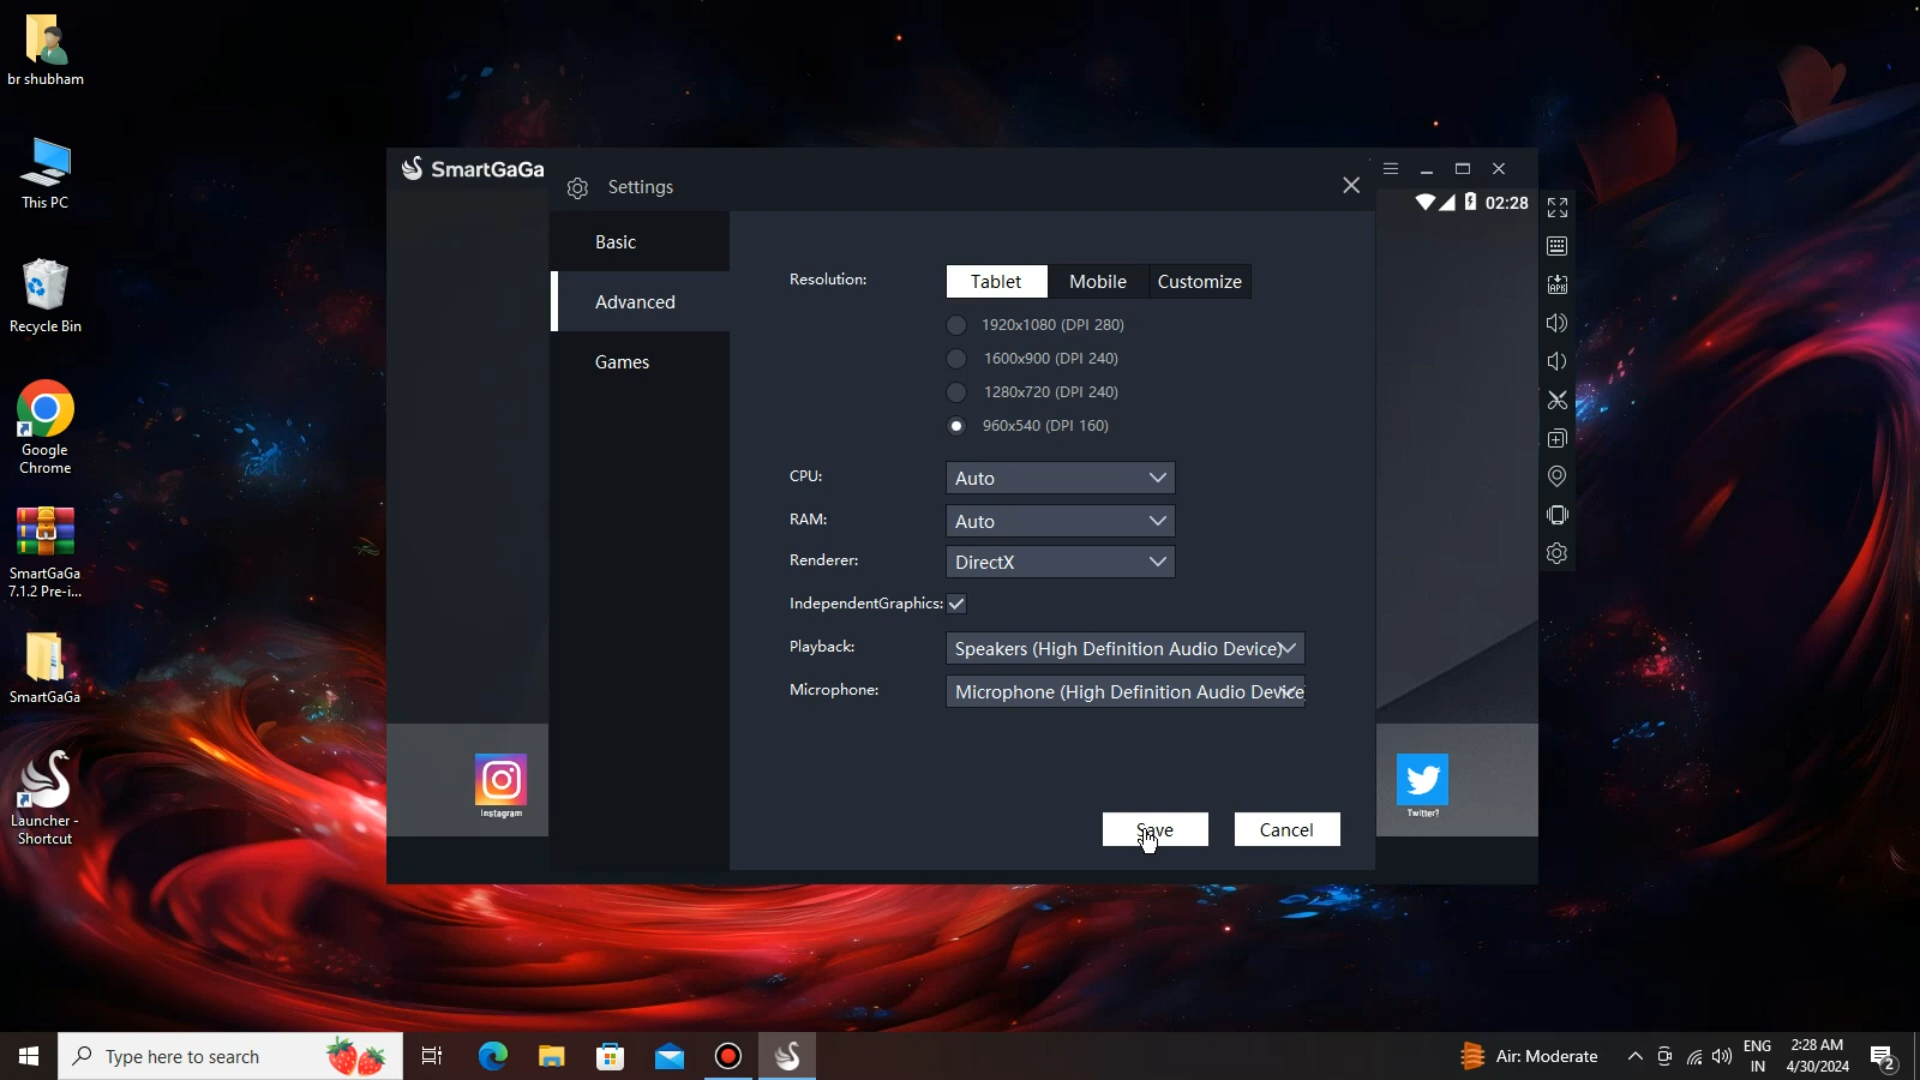 br shubham
This PC
Recycle Bin
Google
Chrome
SmartGaGa
7.1.2 Pre-i...
SmartGaGa
Launcher -
Shortcut
SmartGaGa
Settings
02:28
Basic
Advanced
Games
Resolution:
Tablet
Mobile
Customize
1920x1080 (DPI 280)
1600x900 (DPI 240)
1280x720 (DPI 240)
960x540 (DPI 160)
CPU:
Auto
RAM:
Auto
Renderer:
DirectX
IndependentGraphics:
Playback:
Speakers (High Definition Audio Device)
Microphone:
Microphone (High Definition Audio Device
Save
Cancel
Instagram
Twitter?
APK
Type here to search
Air: Moderate
ENG
IN
2:28 AM
4/30/2024
2